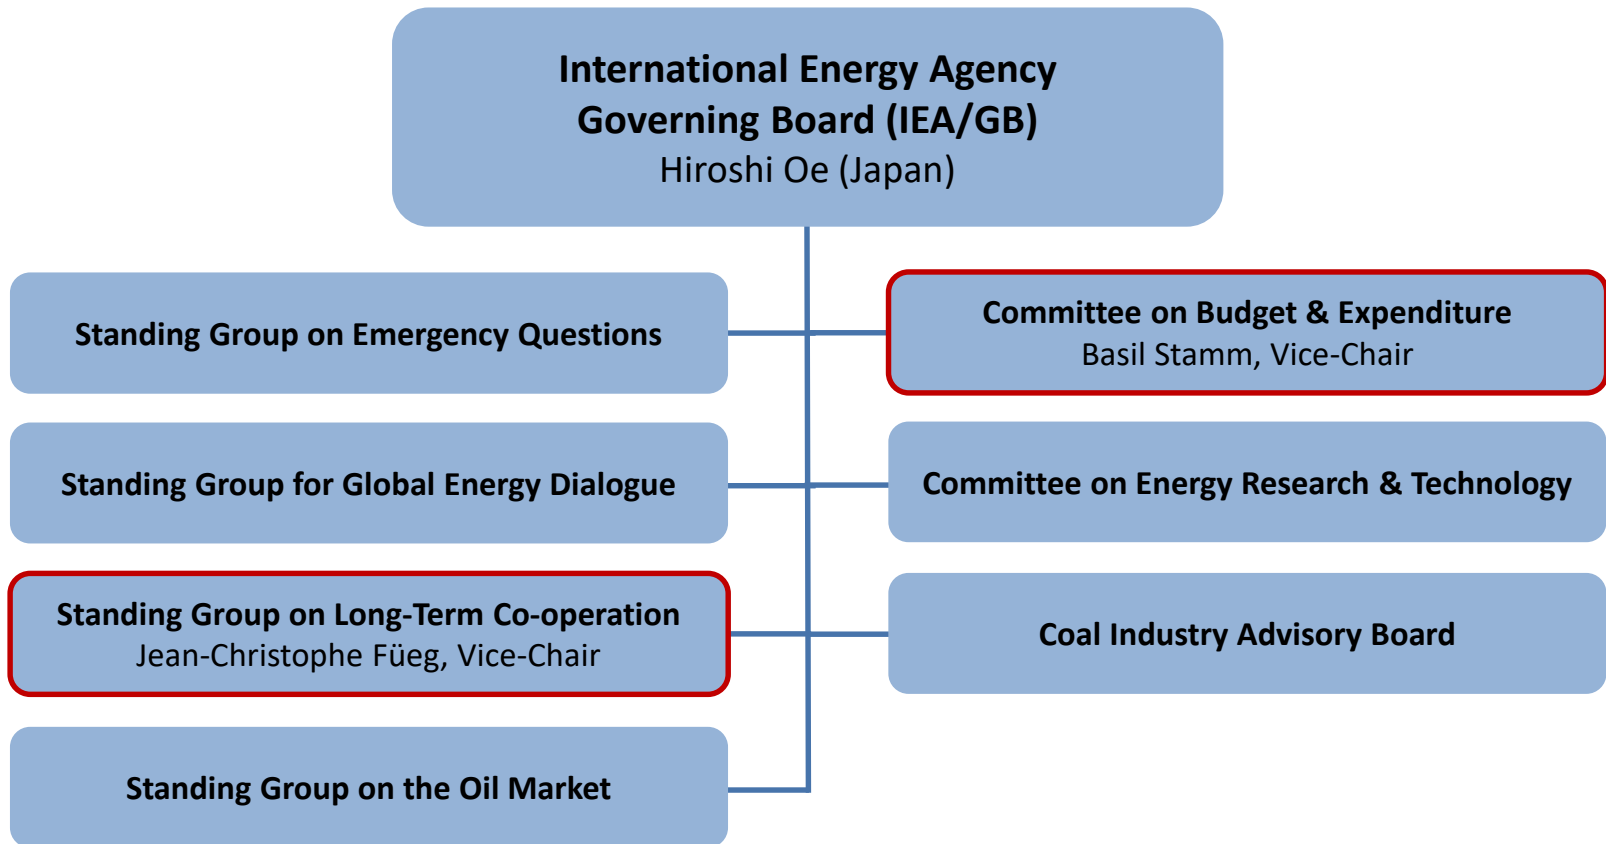 International Energy Agency
Governing Board (IEA/GB)
Hiroshi Oe (Japan)
Standing Group on Emergency Questions
Committee on Budget & Expenditure
Basil Stamm, Vice-Chair
Standing Group for Global Energy Dialogue
Committee on Energy Research & Technology
Standing Group on Long-Term Co-operation
Jean-Christophe Füeg, Vice-Chair
Coal Industry Advisory Board
Standing Group on the Oil Market